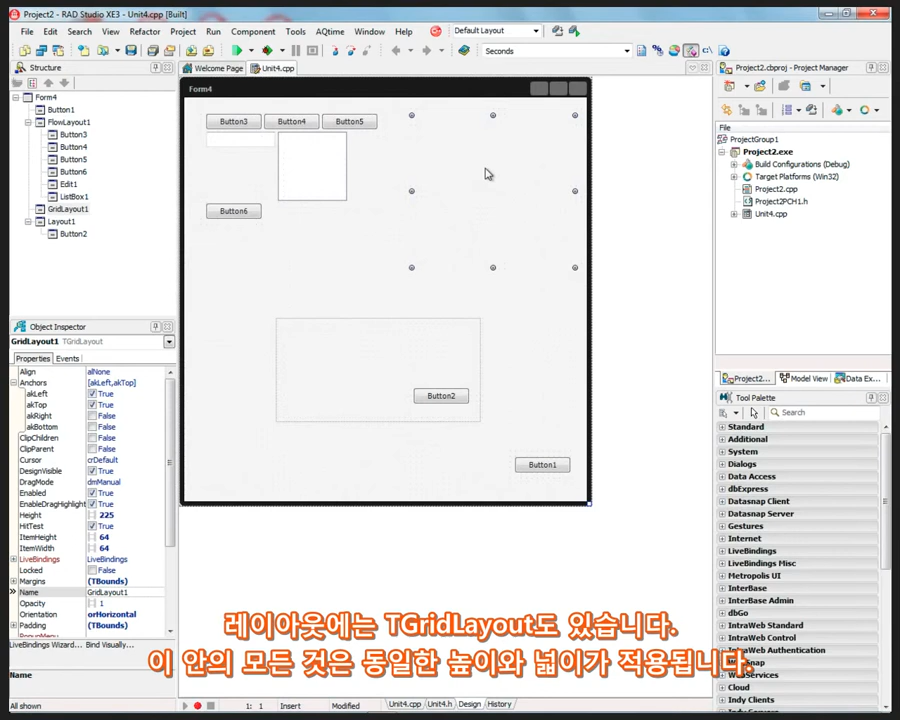 Project2 - RAD Studio XE3 - Unit4.cpp [Built]
File Edit Search View Refactor Project Run Component Tools AQtime Window Help Default Layout
Seconds
Structure
Form4
Button1
FlowLayout1
Button3
Button4
Button5
Button6
Edit1
ListBox1
GridLayout1
Layout1
Button2
Object Inspector
GridLayout1 TGridLayout
Properties Events
Align alNone
Anchors [akLeft,akTop]
akLeft True
akTop True
akRight False
akBottom False
ClipChildren False
ClipParent False
Cursor crDefault
DesignVisible True
DragMode dmManual
Enabled True
EnableDragHighlight True
Height 225
HitTest True
ItemHeight 64
ItemWidth 64
LiveBindings LiveBindings
Locked False
Margins (TBounds)
Name GridLayout1
Opacity 1
Orientation orHorizontal
Padding (TBounds)
PopupMenu
LiveBindings Wizard... Bind Visually...
Name
All shown
Welcome Page Unit4.cpp
Form4
Button3 Button4 Button5
Button6
Button2
Button1
레이아웃에는 TGridLayout도 있습니다.
이 안의 모든 것은 동일한 높이와 넓이가 적용됩니다.
1: 1 Insert Modified Unit4.cpp Unit4.h Design History
Project2.cbproj - Project Manager
File
ProjectGroup1
Project2.exe
Build Configurations (Debug)
Target Platforms (Win32)
Project2.cpp
Project2PCH1.h
Unit4.cpp
Project2... Model View Data Ex...
Tool Palette
Search
Standard
Additional
System
Dialogs
Data Access
dbExpress
Datasnap Client
Datasnap Server
Gestures
Internet
LiveBindings
LiveBindings Misc
Metropolis UI
InterBase
InterBase Admin
dbGo
IntraWeb Standard
IntraWeb Control
IntraWeb Authentication
Snap
WebServices
Cloud
Indy Clients